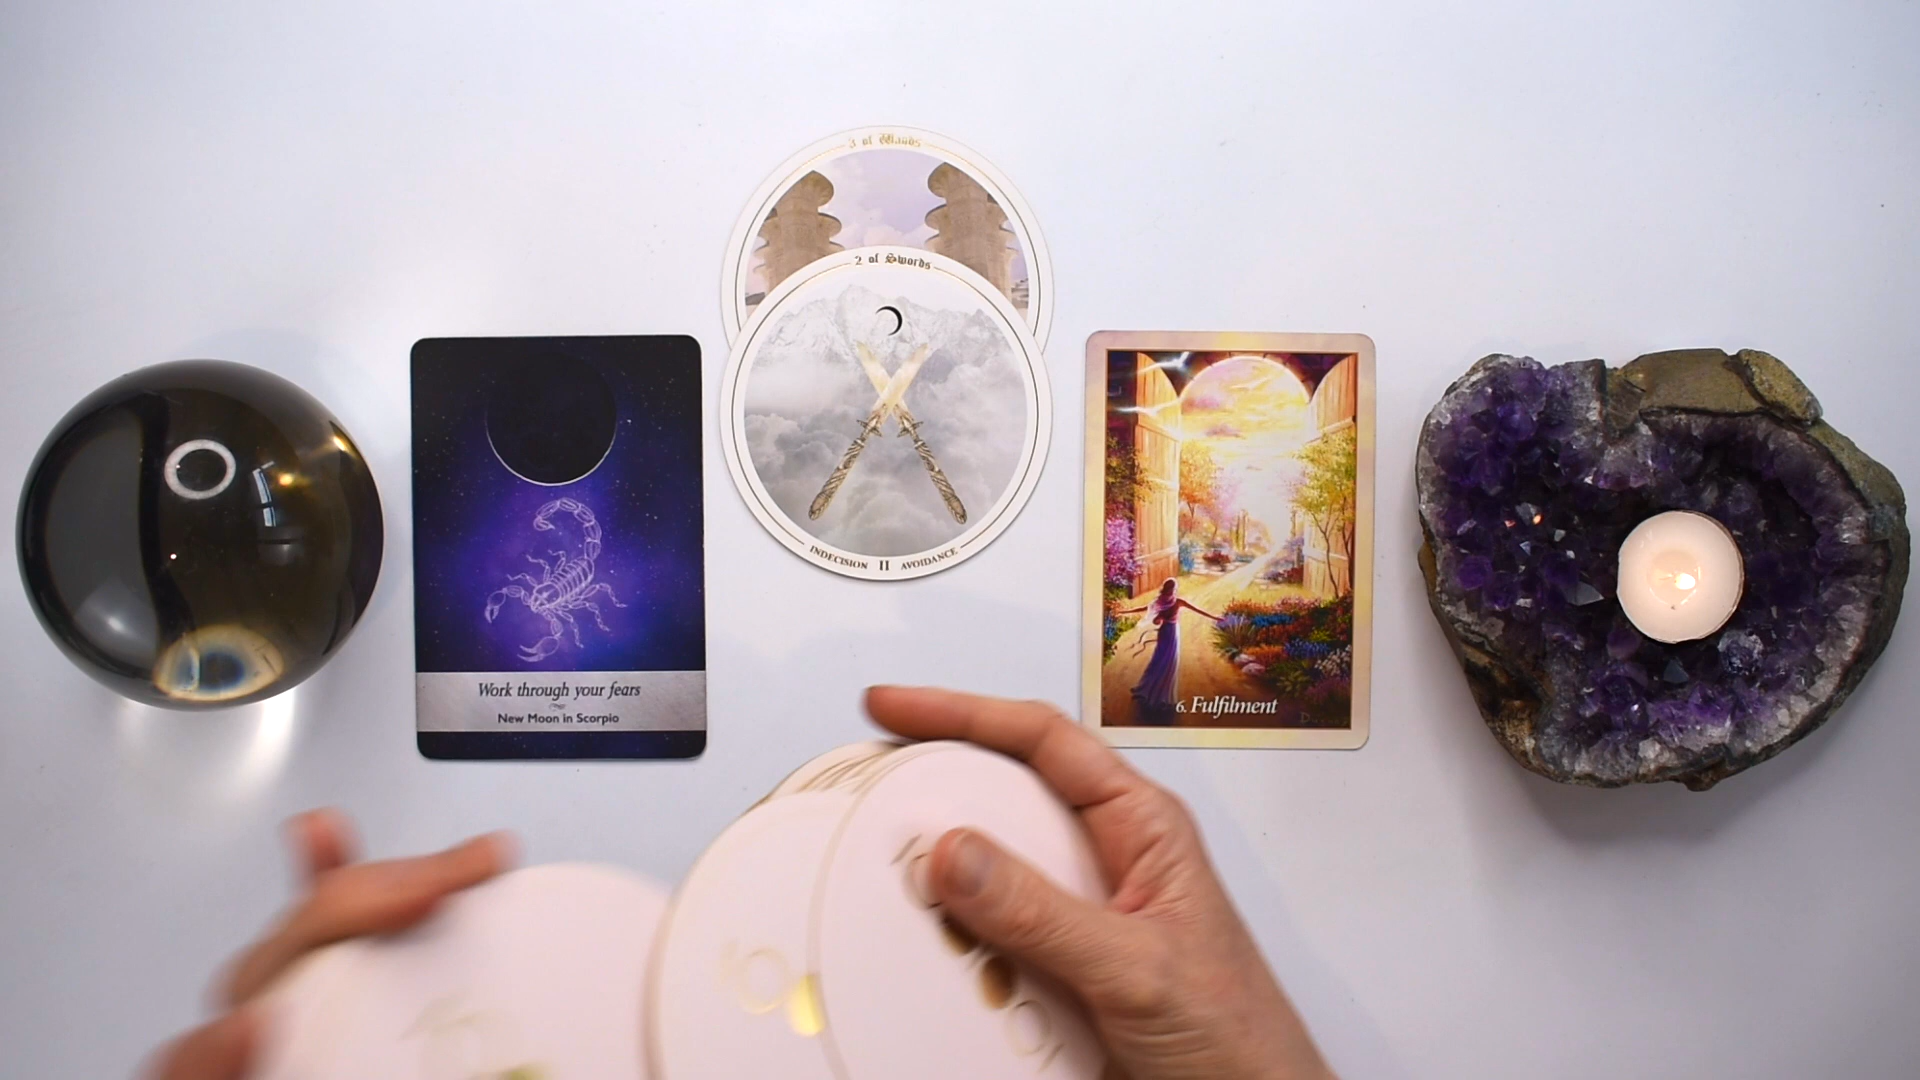 3 of Wands
2 of Swords
INDECISION II AVOIDANCE
Work through your fears
New Moon in Scorpio
6. Fulfilment